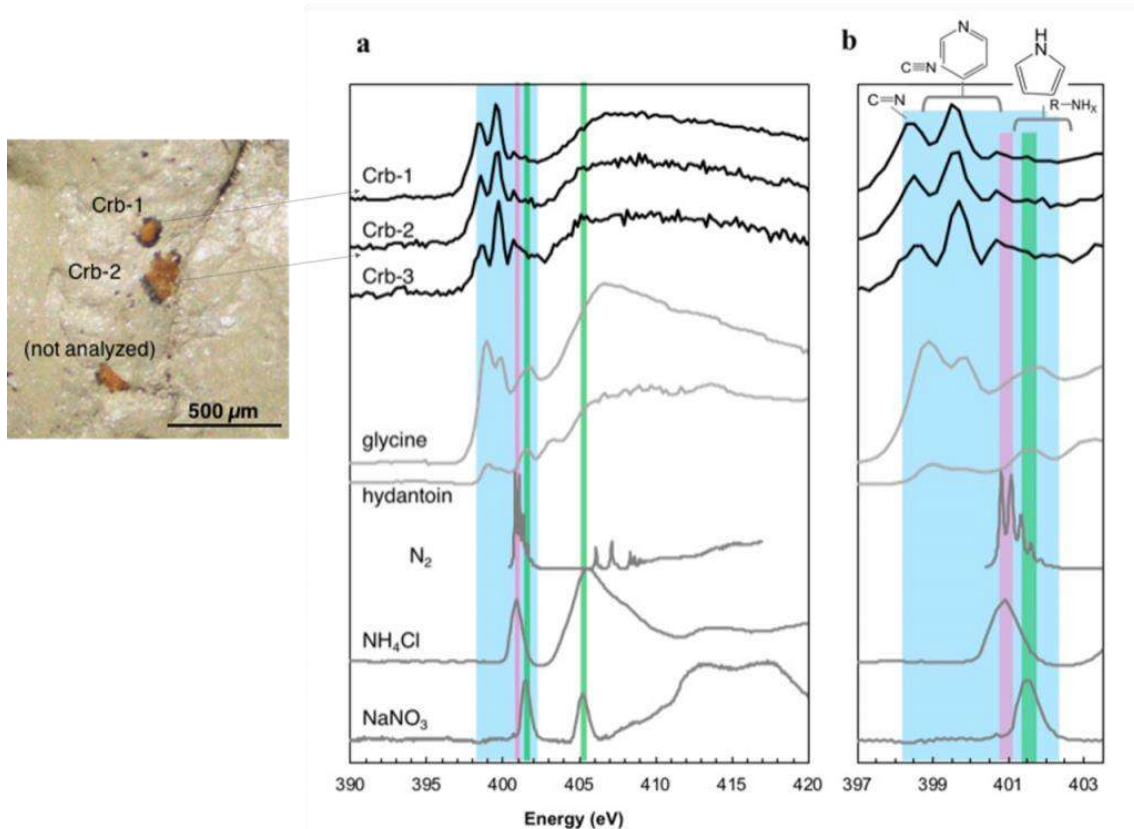 a
b
H
N
N
C≡N
C=N
R—NHX
Crb-1
Crb-2
(not analyzed)
500 µm
Crb-1
Crb-2
Crb-3
glycine
hydantoin
N2
NH4Cl
NaNO3
390 395 400 405 410 415 420
397 399 401 403
Energy (eV)